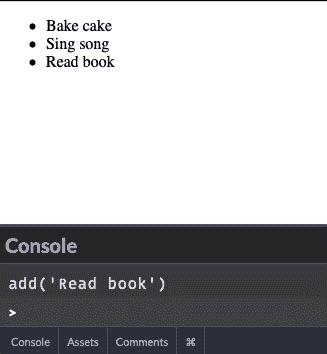 Bake cake
Sing song
Read book
Console
add('Read book')
>
Console Assets Comments ⌘